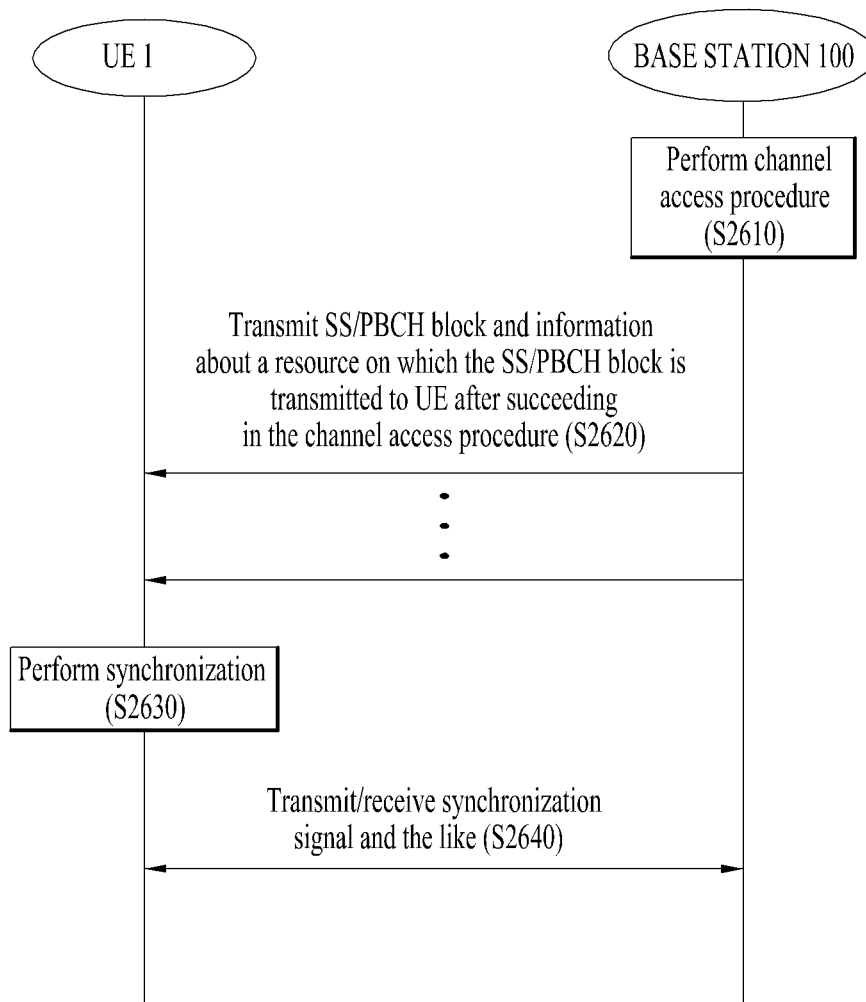 UE 1
BASE STATION 100
Perform channel
access procedure
(S2610)
Transmit SS/PBCH block and information
about a resource on which the SS/PBCH block is
transmitted to UE after succeeding
in the channel access procedure (S2620)
Perform synchronization
(S2630)
Transmit/receive synchronization
signal and the like (S2640)